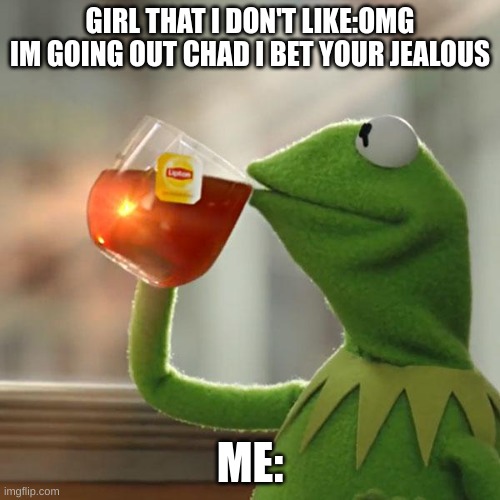 GIRL THAT I DON'T LIKE:OMG
IM GOING OUT CHAD I BET YOUR JEALOUS
Lipton
ME:
imgflip.com